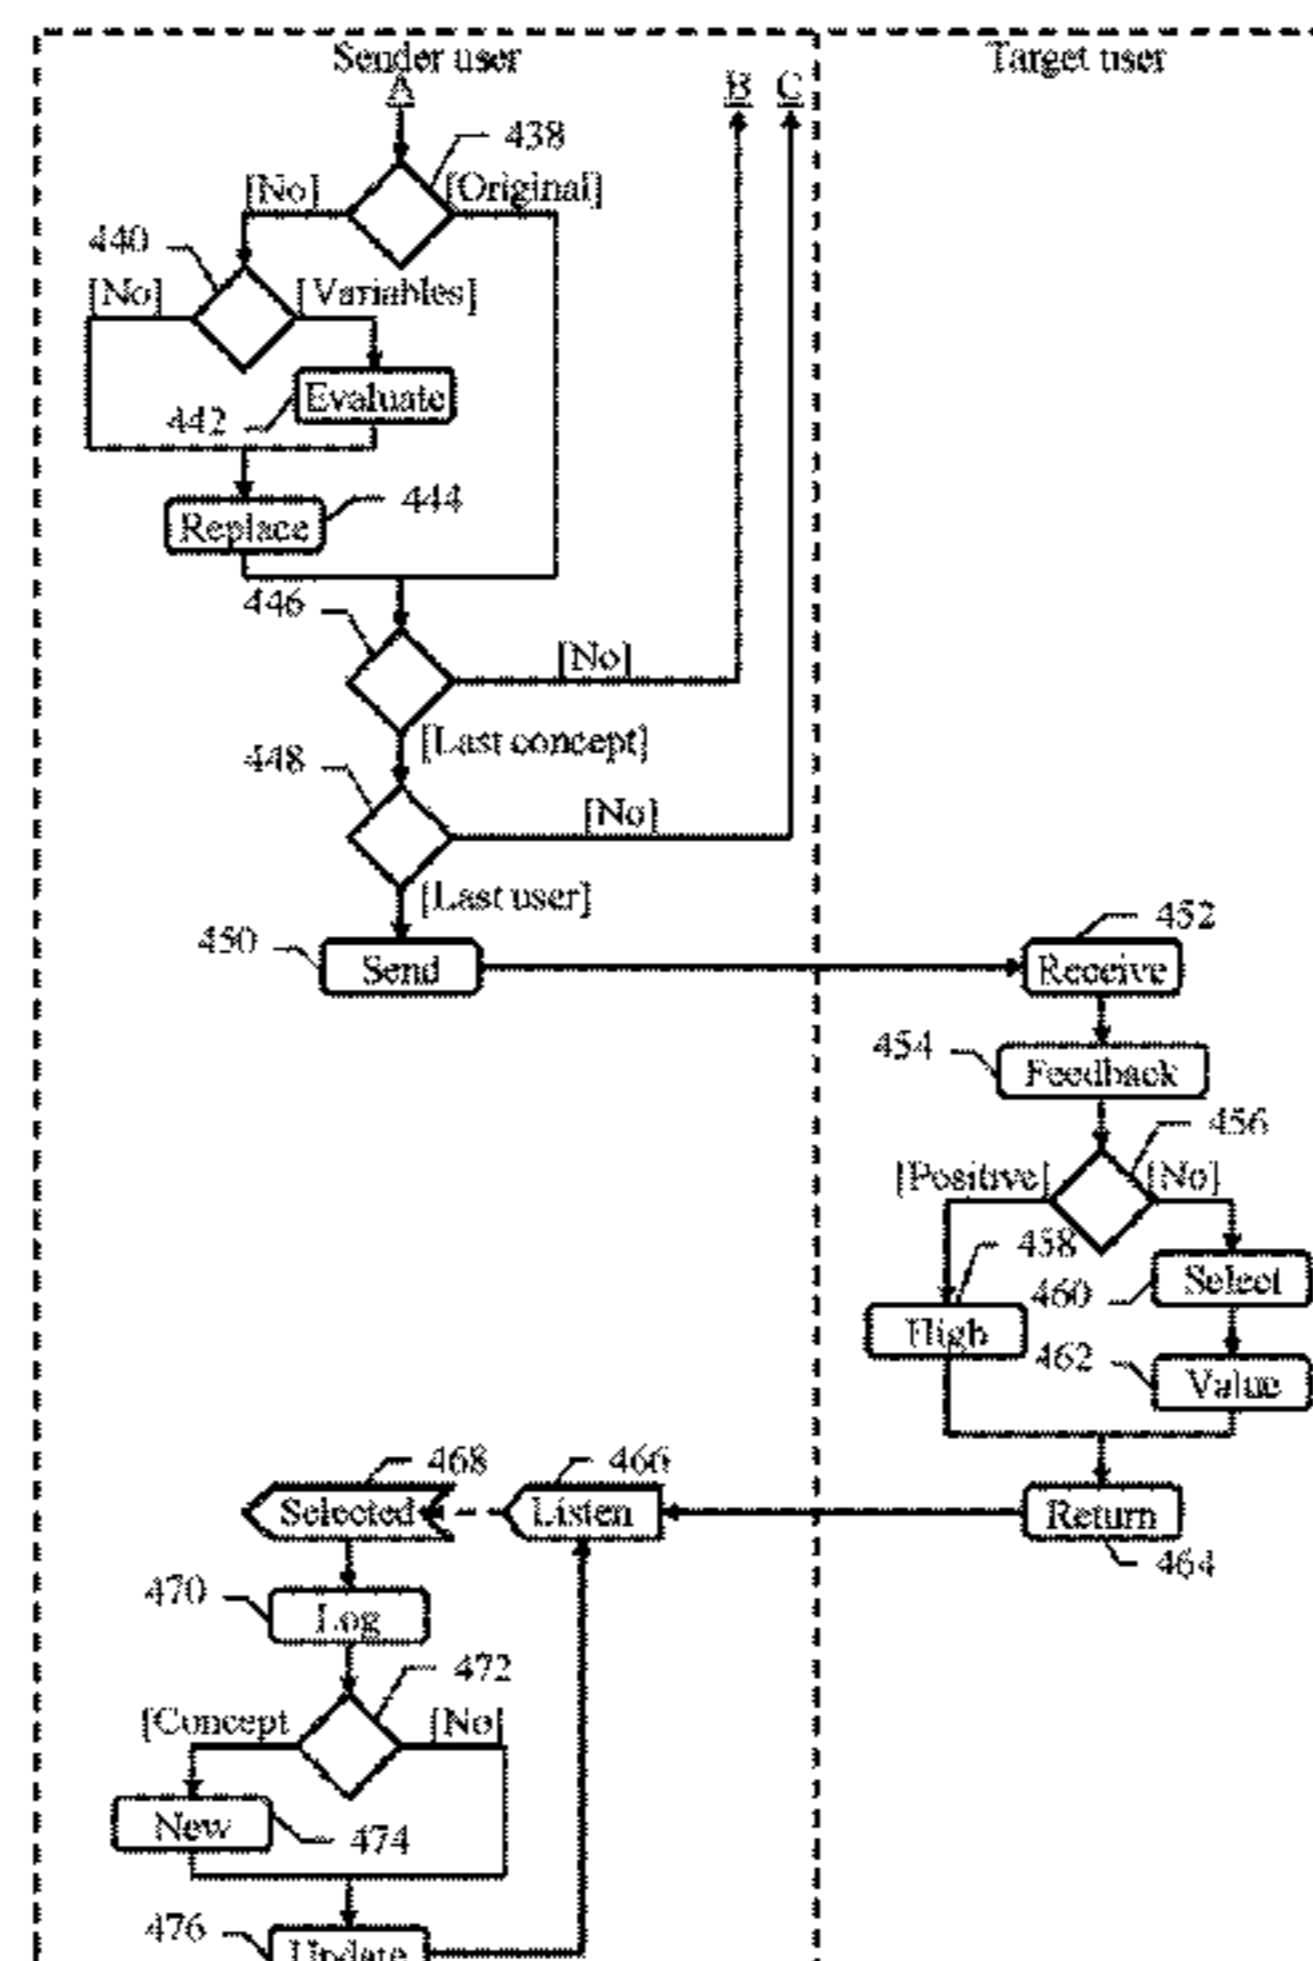 Sender user
Target user
A
B
C
438
[No]
[Original]
440
[No]
[Variables]
Evaluate
442
444
Replace
446
[No]
[Last concept]
448
[No]
[Last user]
450
Send
452
Receive
454
Feedback
456
[Positive]
[No]
458
Select
460
High
462
Value
468
466
Selected
Listen
Return
464
470
Log
472
[Concept
[No]
New
474
476
Update